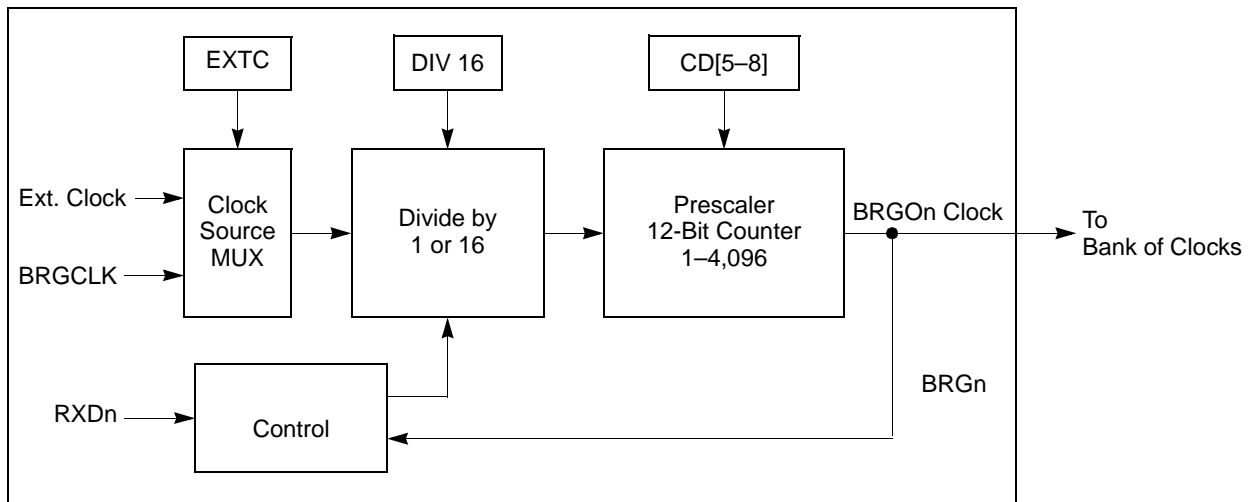 EXTC
DIV 16
CD[5–8]
Ext. Clock
BRGCLK
Clock
Source
MUX
Divide by
1 or 16
Prescaler
12-Bit Counter
1–4,096
BRGOn Clock
To
Bank of Clocks
RXDn
Control
BRGn